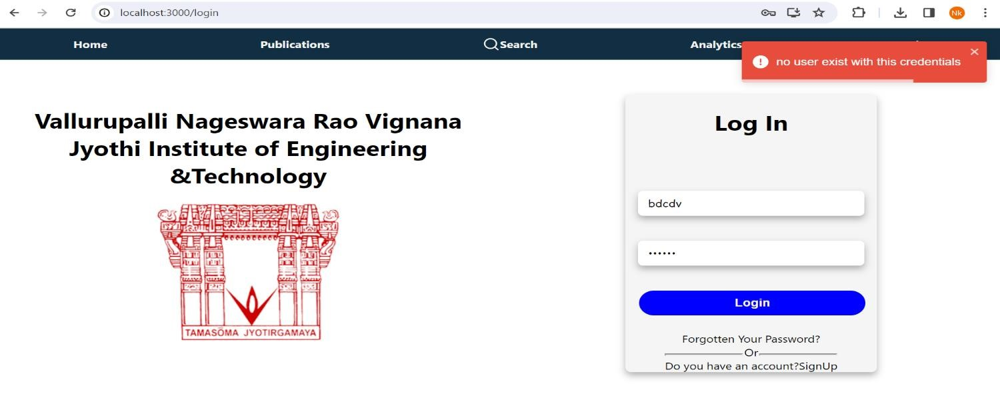 localhost:3000/login
Nk
Home Publications Search Analytics
no user exist with this credentials
Vallurupalli Nageswara Rao Vignana
Jyothi Institute of Engineering
&Technology
TAMASŌMA JYOTIRGAMAYA
Log In
bdcdv
••••••
Login
Forgotten Your Password?
Or
Do you have an account?SignUp